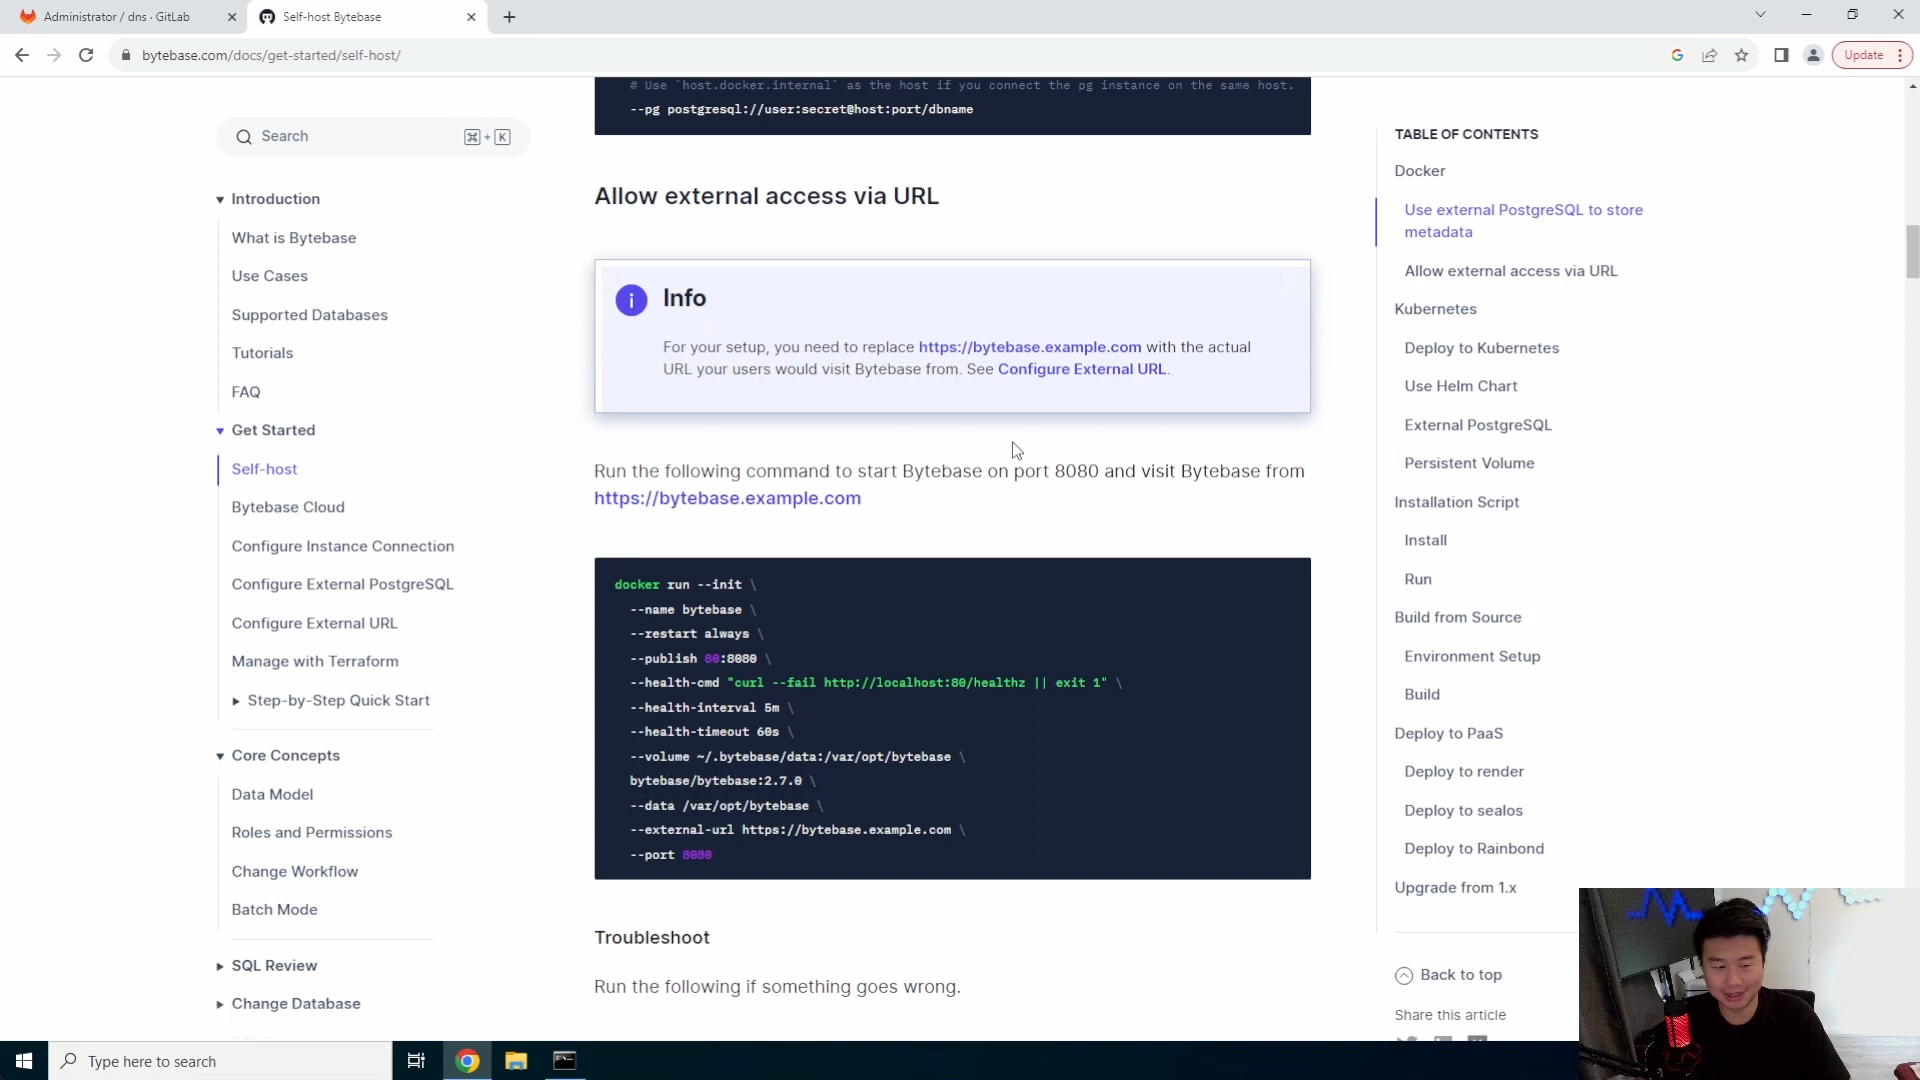 Administrator / dns · GitLab
Self-host Bytebase
bytebase.com/docs/get-started/self-host/
Update
Search
⌘ + K
Introduction
What is Bytebase
Use Cases
Supported Databases
Tutorials
FAQ
Get Started
Self-host
Bytebase Cloud
Configure Instance Connection
Configure External PostgreSQL
Configure External URL
Manage with Terraform
Step-by-Step Quick Start
Core Concepts
Data Model
Roles and Permissions
Change Workflow
Batch Mode
SQL Review
Change Database
# Use `host.docker.internal` as the host if you connect the pg instance on the same host.
--pg postgresql://user:secret@host:port/dbname
Allow external access via URL
Info
For your setup, you need to replace https://bytebase.example.com with the actual
URL your users would visit Bytebase from. See Configure External URL.
Run the following command to start Bytebase on port 8080 and visit Bytebase from
https://bytebase.example.com
docker run --init \
--name bytebase \
--restart always \
--publish 80:8080 \
--health-cmd "curl --fail http://localhost:80/healthz || exit 1" \
--health-interval 5m \
--health-timeout 60s \
--volume ~/.bytebase/data:/var/opt/bytebase \
bytebase/bytebase:2.7.0 \
--data /var/opt/bytebase \
--external-url https://bytebase.example.com \
--port 8080
Troubleshoot
Run the following if something goes wrong.
TABLE OF CONTENTS
Docker
Use external PostgreSQL to store
metadata
Allow external access via URL
Kubernetes
Deploy to Kubernetes
Use Helm Chart
External PostgreSQL
Persistent Volume
Installation Script
Install
Run
Build from Source
Environment Setup
Build
Deploy to PaaS
Deploy to render
Deploy to sealos
Deploy to Rainbond
Upgrade from 1.x
Back to top
Share this article
Type here to search